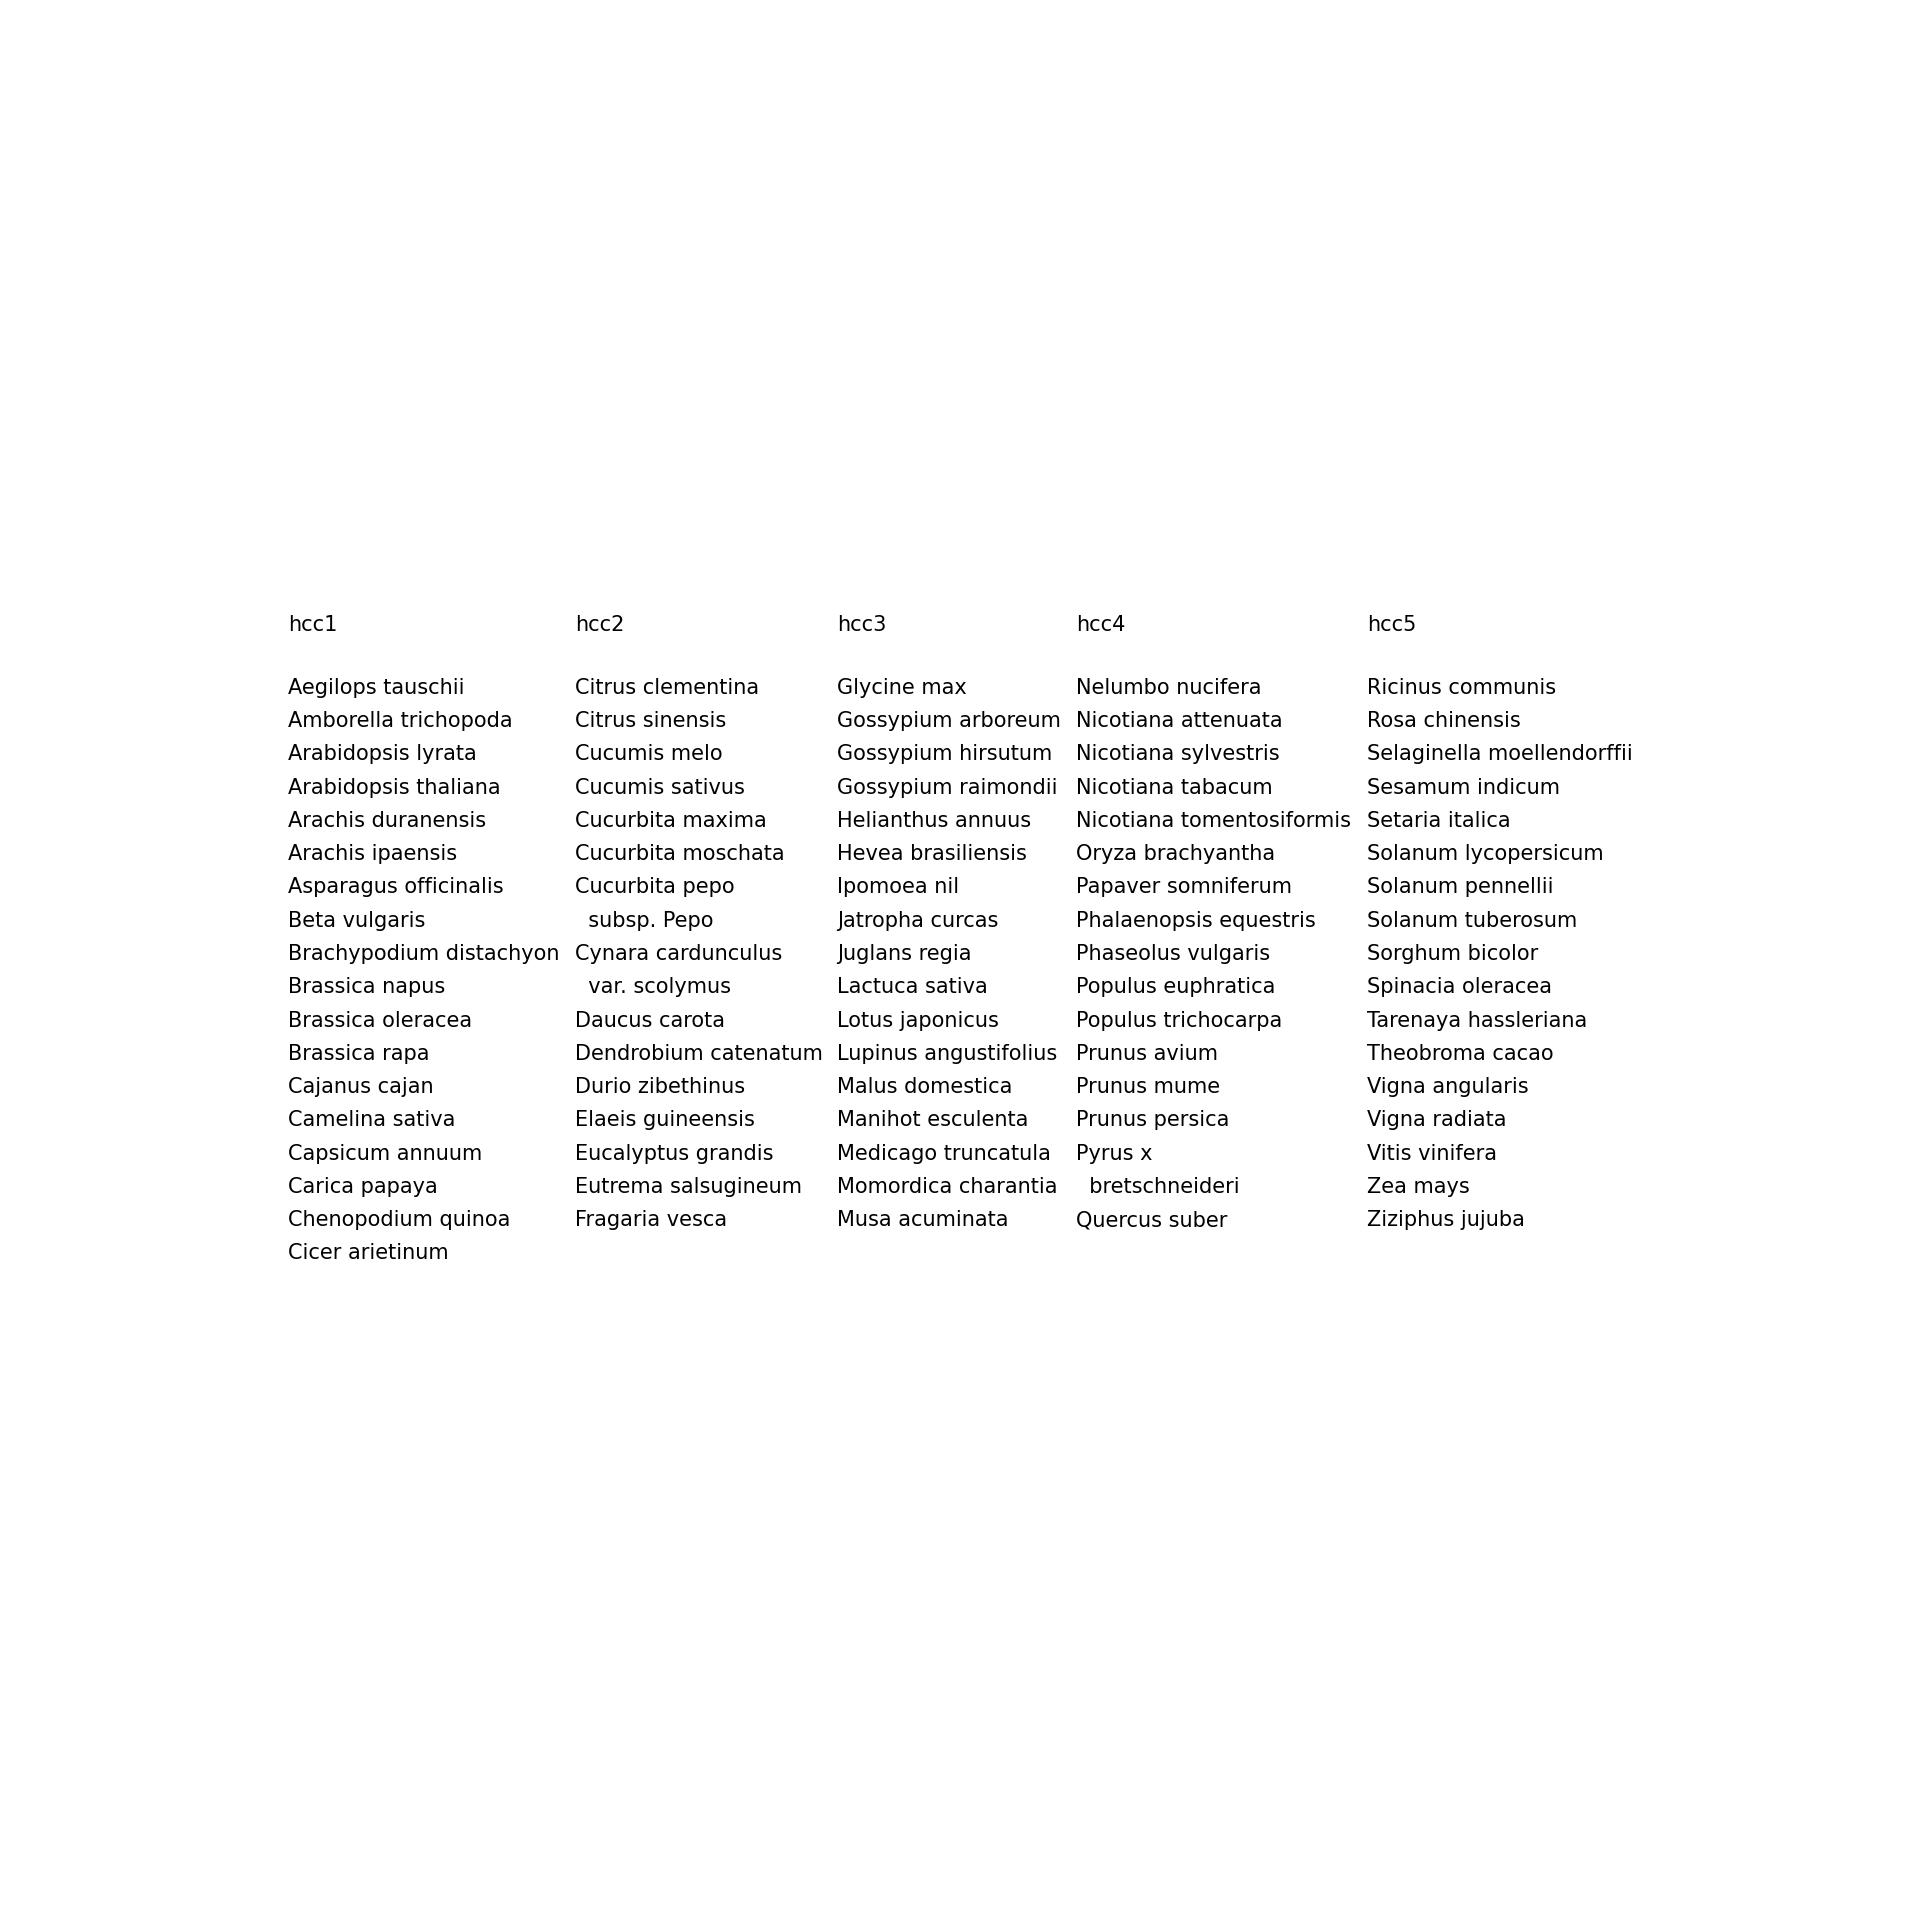 hcc1 hcc2 hcc3 hcc4 hcc5
Aegilops tauschii Citrus clementina Glycine max Nelumbo nucifera Ricinus communis
Amborella trichopoda Citrus sinensis Gossypium arboreum Nicotiana attenuata Rosa chinensis
Arabidopsis lyrata Cucumis melo Gossypium hirsutum Nicotiana sylvestris Selaginella moellendorffii
Arabidopsis thaliana Cucumis sativus Gossypium raimondii Nicotiana tabacum Sesamum indicum
Arachis duranensis Cucurbita maxima Helianthus annuus Nicotiana tomentosiformis Setaria italica
Arachis ipaensis Cucurbita moschata Hevea brasiliensis Oryza brachyantha Solanum lycopersicum
Asparagus officinalis Cucurbita pepo Ipomoea nil Papaver somniferum Solanum pennellii
Beta vulgaris subsp. Pepo Jatropha curcas Phalaenopsis equestris Solanum tuberosum
Brachypodium distachyon Cynara cardunculus Juglans regia Phaseolus vulgaris Sorghum bicolor
Brassica napus var. scolymus Lactuca sativa Populus euphratica Spinacia oleracea
Brassica oleracea Daucus carota Lotus japonicus Populus trichocarpa Tarenaya hassleriana
Brassica rapa Dendrobium catenatum Lupinus angustifolius Prunus avium Theobroma cacao
Cajanus cajan Durio zibethinus Malus domestica Prunus mume Vigna angularis
Camelina sativa Elaeis guineensis Manihot esculenta Prunus persica Vigna radiata
Capsicum annuum Eucalyptus grandis Medicago truncatula Pyrus x Vitis vinifera
Carica papaya Eutrema salsugineum Momordica charantia bretschneideri Zea mays
Chenopodium quinoa Fragaria vesca Musa acuminata Quercus suber Ziziphus jujuba
Cicer arietinum